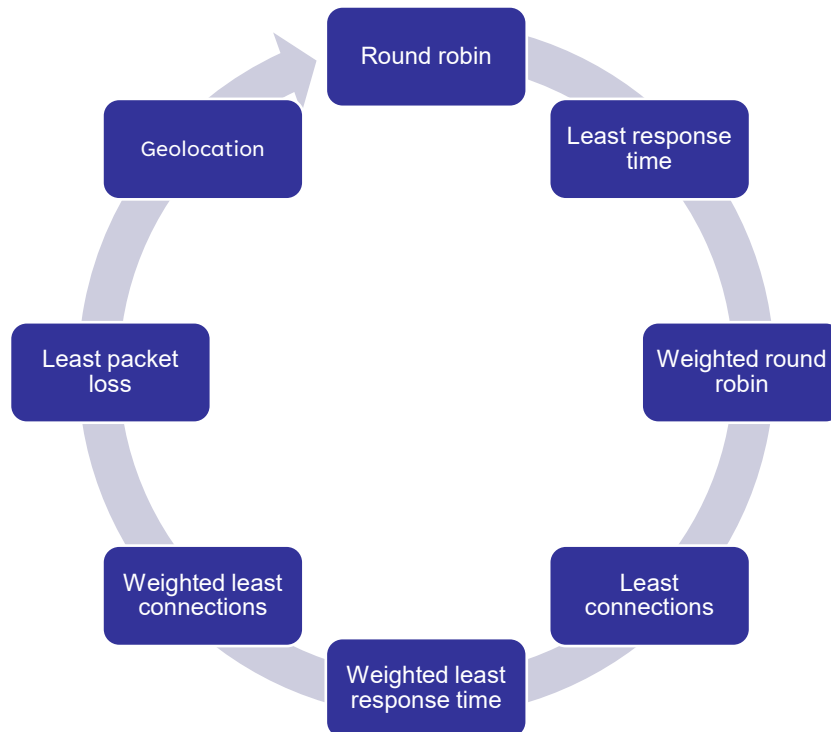 Round robin
Least response
time
Weighted round
robin
Least
connections
Weighted least
response time
Weighted least
connections
Least packet
loss
Geolocation